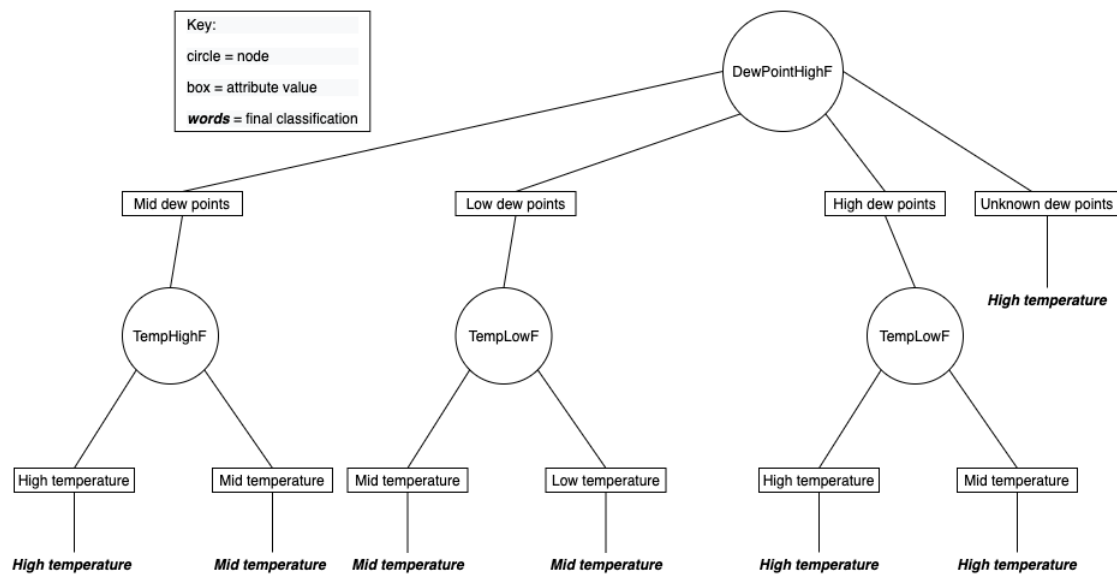 Key:
circle = node
box = attribute value
words = final classification
DewPointHighF
Mid dew points
Low dew points
High dew points
Unknown dew points
High temperature
TempHighF
TempLowF
TempLowF
High temperature
Mid temperature
Mid temperature
Low temperature
High temperature
Mid temperature
High temperature
Mid temperature
Mid temperature
Mid temperature
High temperature
High temperature